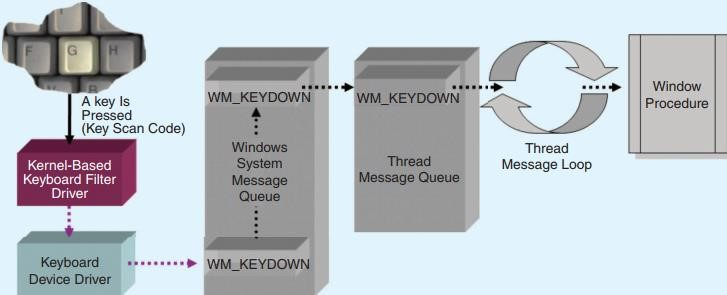 F
G
H
V
B
A key Is
Pressed
(Key Scan Code)
Kernel-Based
Keyboard Filter
Driver
Keyboard
Device Driver
WM_KEYDOWN
Windows
System
Message
Queue
WM_KEYDOWN
WM_KEYDOWN
Thread
Message Queue
Thread
Message Loop
Window
Procedure